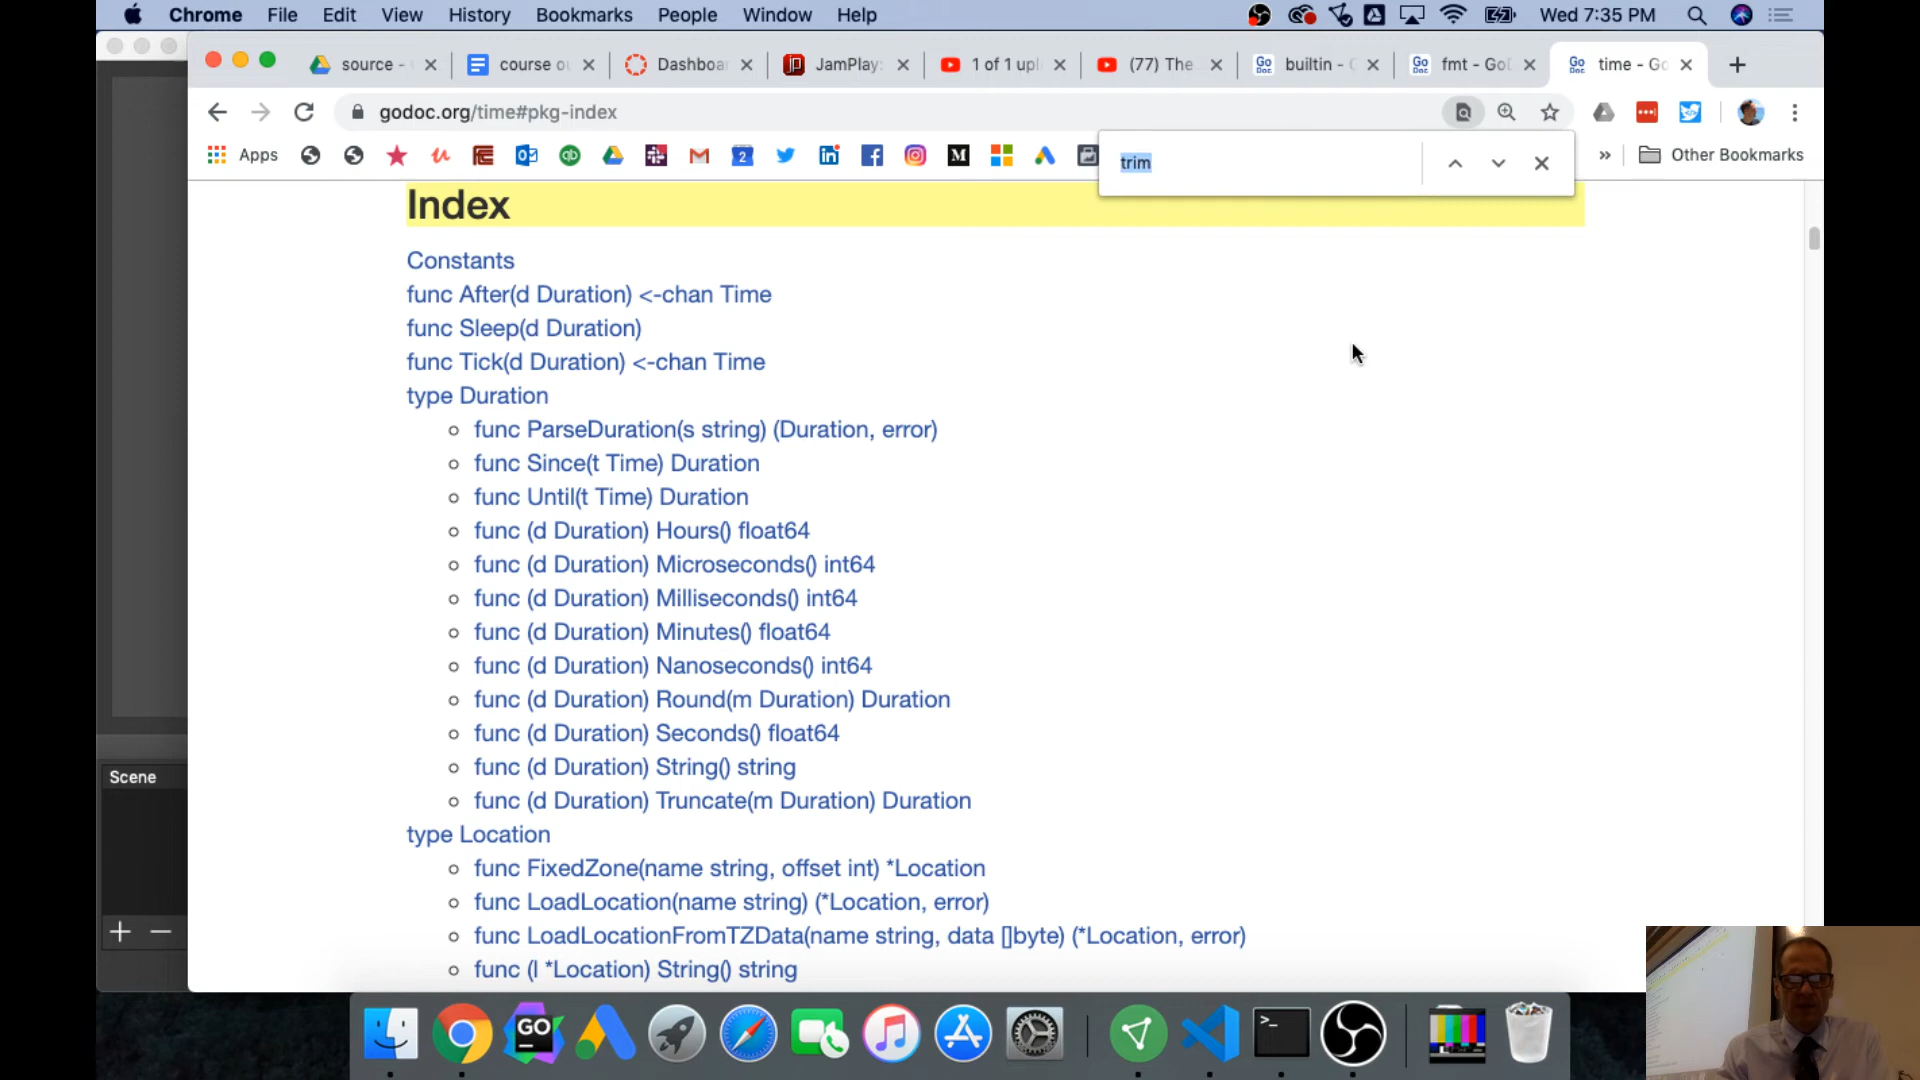 Chrome File Edit View History Bookmarks People Window Help Wed 7:35 PM
source - course ou Dashboar JamPlay: 1 of 1 upl (77) The builtin - G fmt - GoD time - Go
godoc.org/time#pkg-index
Apps Other Bookmarks
trim
Index
Constants
func After(d Duration) <-chan Time
func Sleep(d Duration)
func Tick(d Duration) <-chan Time
type Duration
func ParseDuration(s string) (Duration, error)
func Since(t Time) Duration
func Until(t Time) Duration
func (d Duration) Hours() float64
func (d Duration) Microseconds() int64
func (d Duration) Milliseconds() int64
func (d Duration) Minutes() float64
func (d Duration) Nanoseconds() int64
func (d Duration) Round(m Duration) Duration
func (d Duration) Seconds() float64
func (d Duration) String() string
func (d Duration) Truncate(m Duration) Duration
type Location
func FixedZone(name string, offset int) *Location
func LoadLocation(name string) (*Location, error)
func LoadLocationFromTZData(name string, data []byte) (*Location, error)
func (l *Location) String() string
Scene
GO